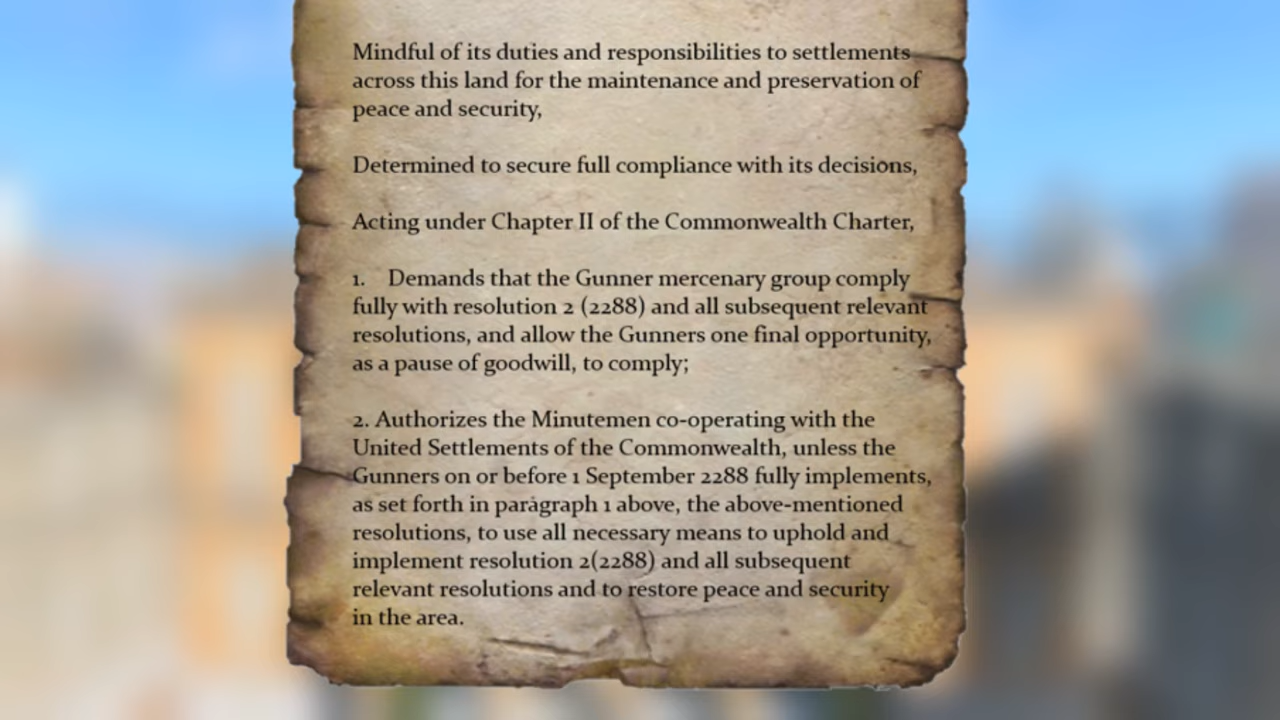 Mindful of its duties and responsibilities to settlements
across this land for the maintenance and preservation of
peace and security,
Determined to secure full compliance with its decisions,
Acting under Chapter II of the Commonwealth Charter,
1. Demands that the Gunner mercenary group comply
fully with resolution 2 (2288) and all subsequent relevant
resolutions, and allow the Gunners one final opportunity,
as a pause of goodwill, to comply;
2. Authorizes the Minutemen co-operating with the
United Settlements of the Commonwealth, unless the
Gunners on or before 1 September 2288 fully implements,
as set forth in paragraph 1 above, the above-mentioned
resolutions, to use all necessary means to uphold and
implement resolution 2(2288) and all subsequent
relevant resolutions and to restore peace and security
in the area.